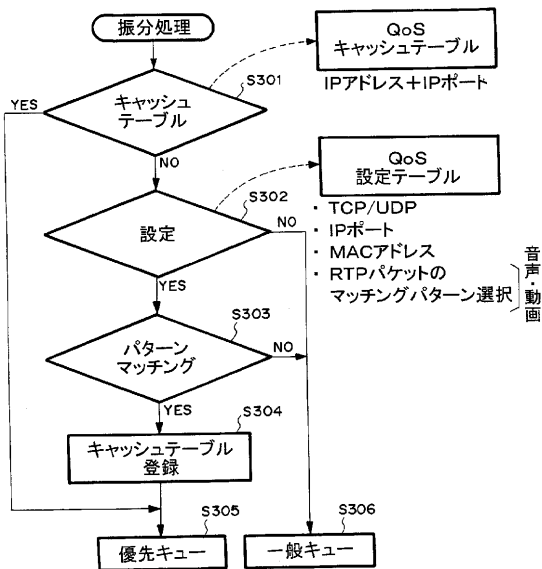 振分処理
QoS
キャッシュテーブル
IPアドレス+IPポート
S301
キャッシュ
テーブル
YES
NO
QoS
設定テーブル
・ TCP/UDP
・ IPポート
・ MACアドレス
・ RTPパケットの
マッチングパターン選択
音声・動画
S302
設定
NO
YES
S303
パターン
マッチング
NO
YES
S304
キャッシュテーブル
登録
S305
優先キュー
S306
一般キュー